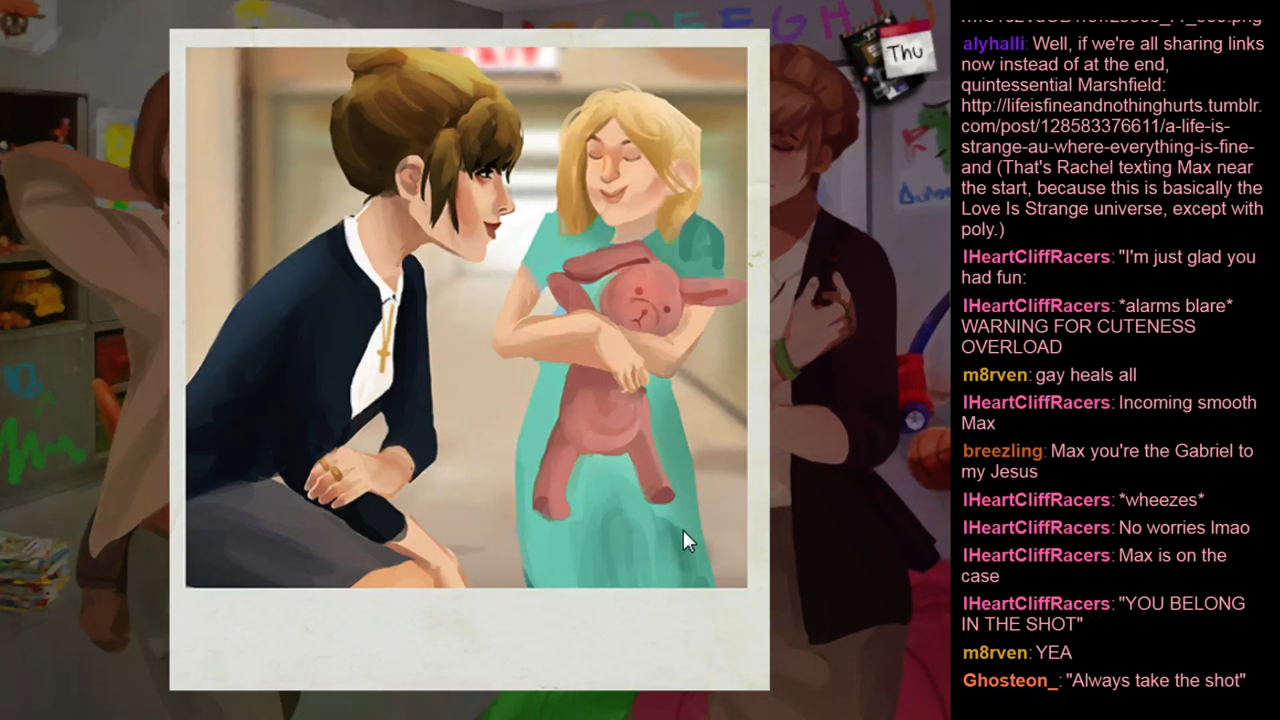 D E F G H
Thu
alyhalli: Well, if we're all sharing links
now instead of at the end,
quintessential Marshfield:
http://lifeisfineandnothinghurts.tumblr.
com/post/128583376611/a-life-is-
strange-au-where-everything-is-fine-
and (That's Rachel texting Max near
the start, because this is basically the
Love Is Strange universe, except with
poly.)
IHeartCliffRacers: "I'm just glad you
had fun:
IHeartCliffRacers: *alarms blare*
WARNING FOR CUTENESS
OVERLOAD
m8rven: gay heals all
IHeartCliffRacers: Incoming smooth
Max
breezling: Max you're the Gabriel to
my Jesus
IHeartCliffRacers: *wheezes*
IHeartCliffRacers: No worries lmao
IHeartCliffRacers: Max is on the
case
IHeartCliffRacers: "YOU BELONG
IN THE SHOT"
m8rven: YEA
Ghosteon_: "Always take the shot"